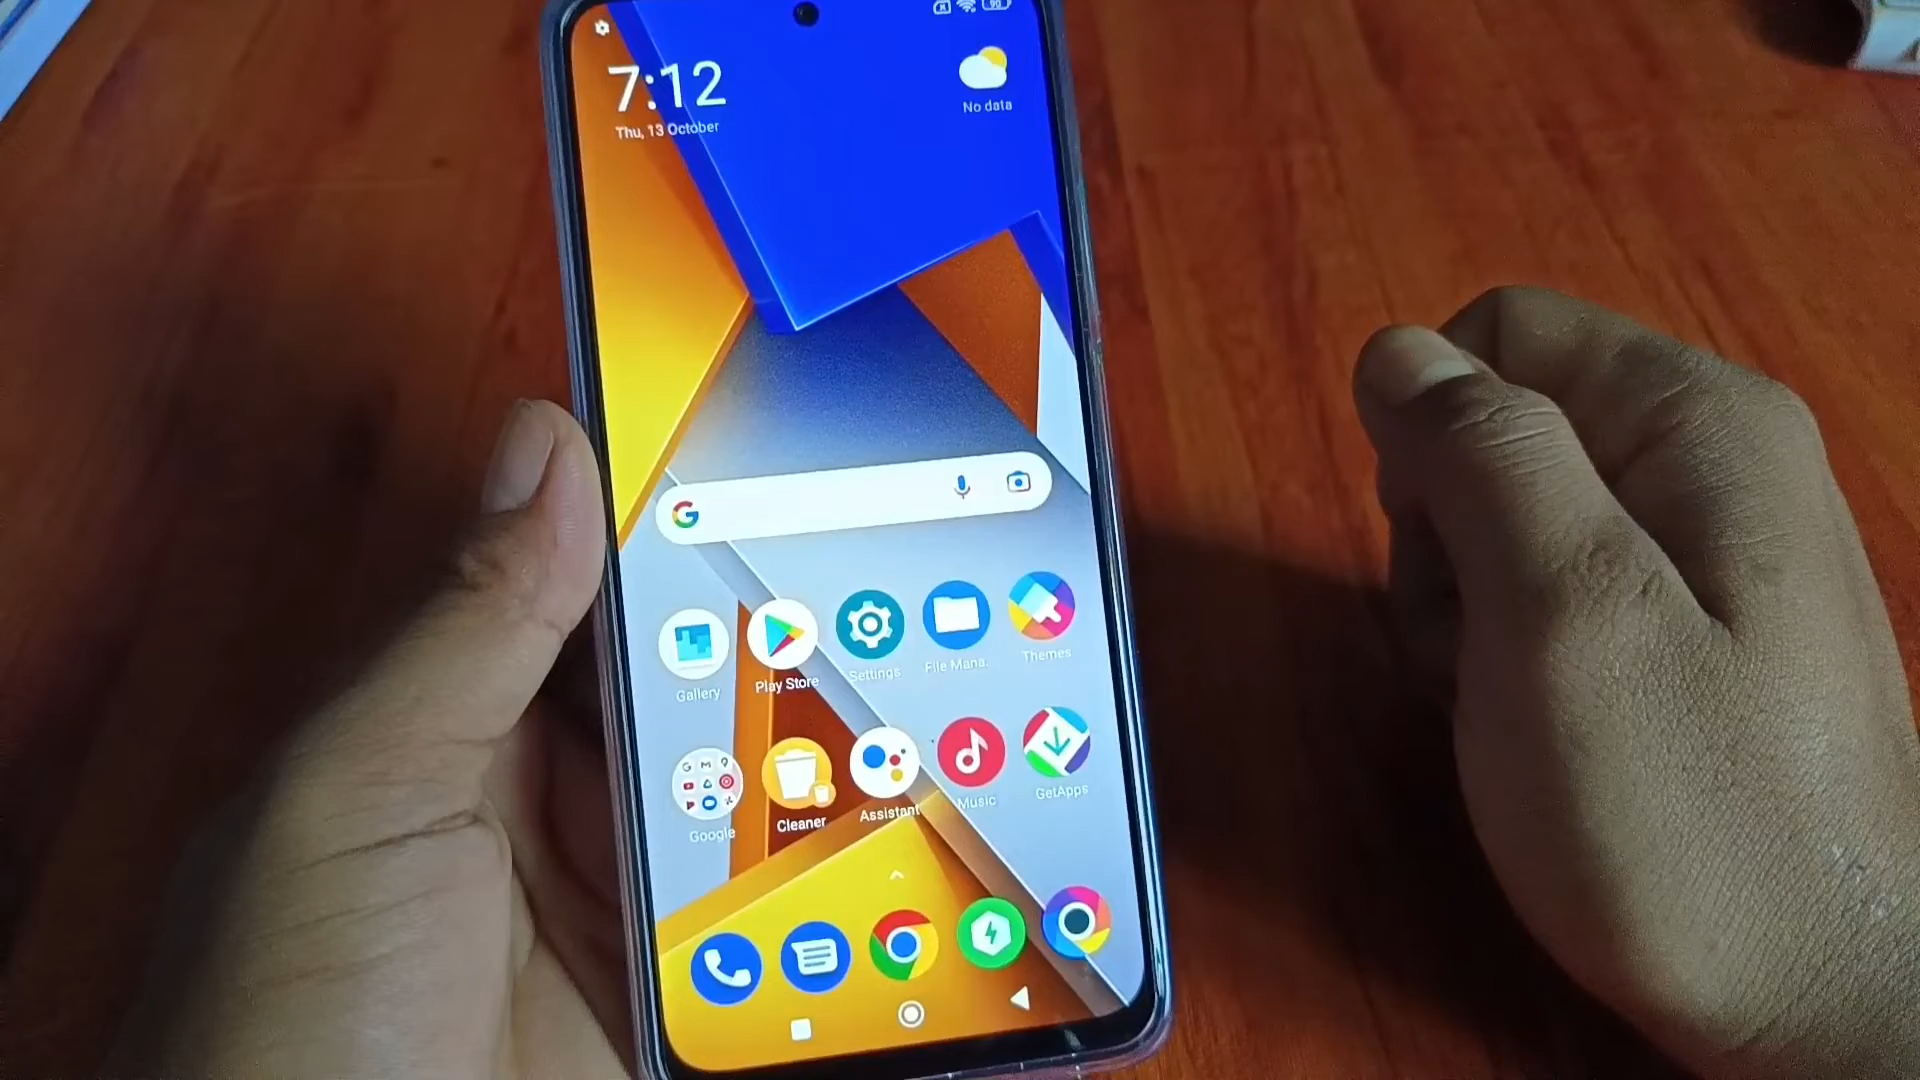 90
7:12
Thu, 13 October
No data
G
Gallery
Play Store
Settings
File Mana..
Themes
Google
Cleaner
Assistant
Music
GetApps